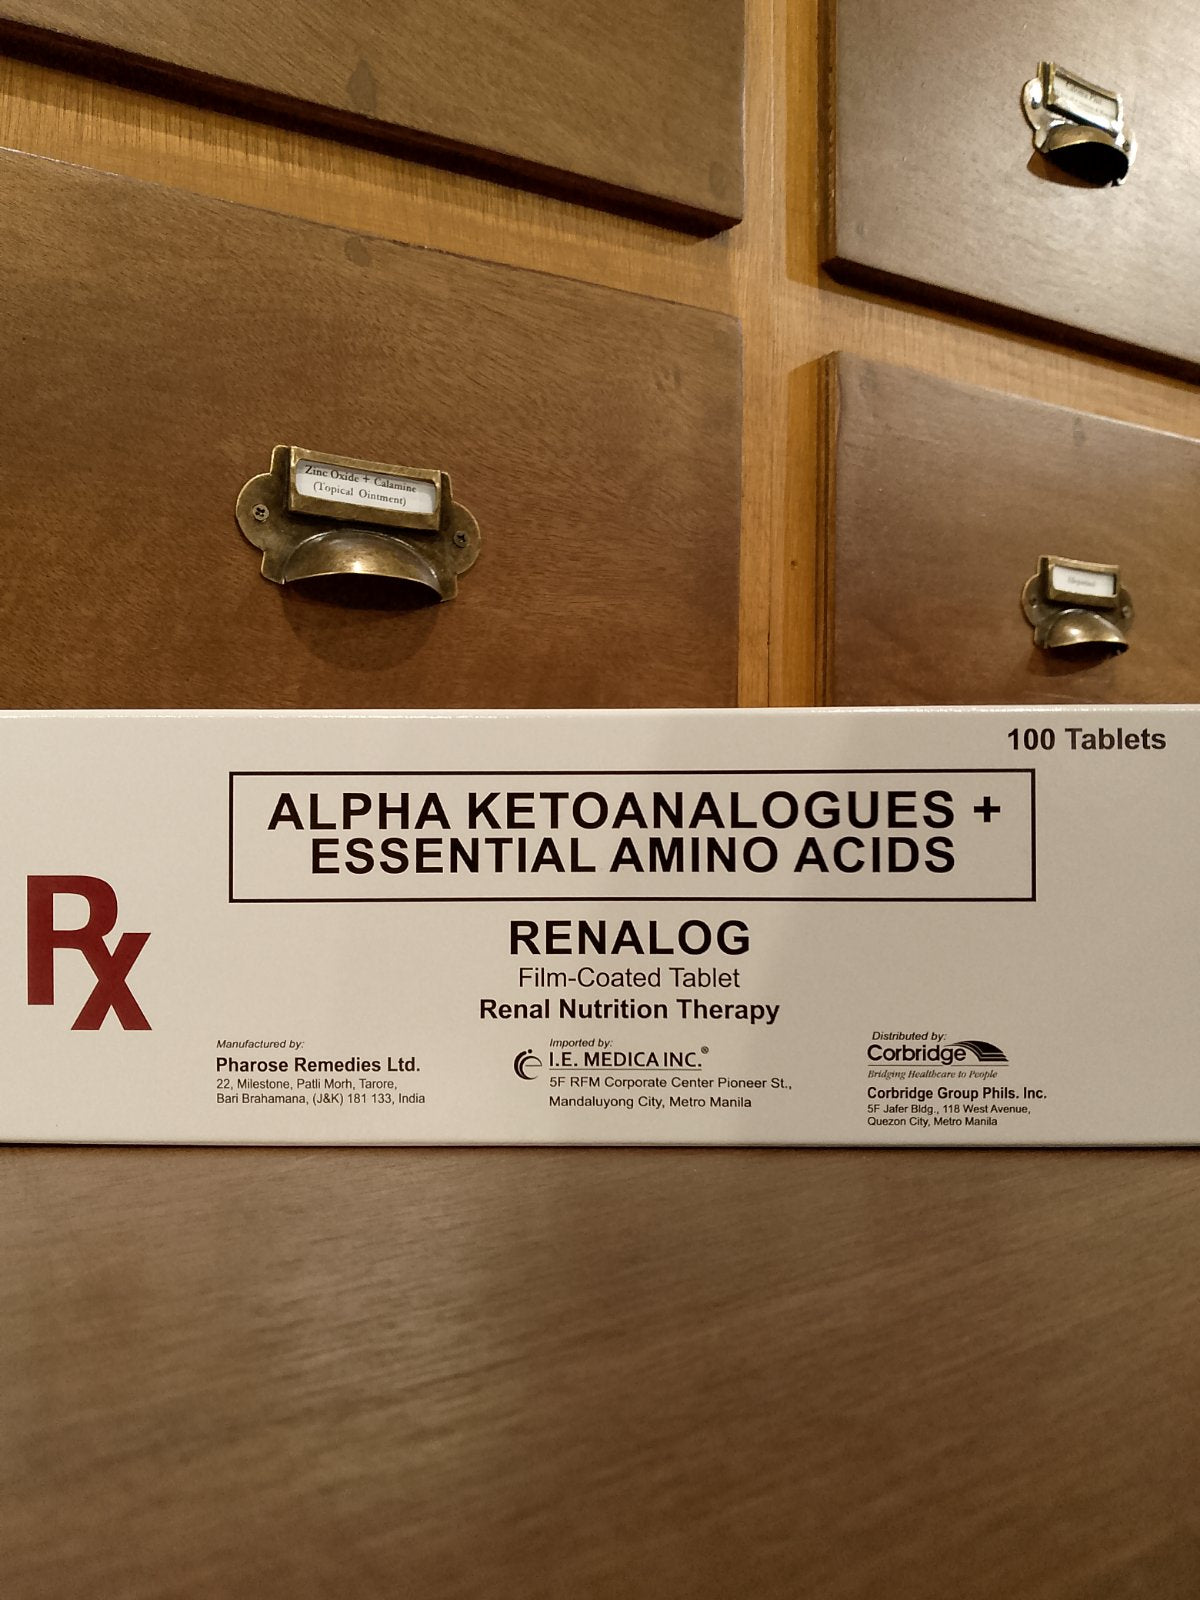 Zinc Oxide + Calamine
(Topical Ointment)
100 Tablets
ALPHA KETOANALOGUES +
ESSENTIAL AMINO ACIDS
Rx
RENALOG
Film-Coated Tablet
Renal Nutrition Therapy
Manufactured by:
Pharose Remedies Ltd.
22, Milestone, Patli Morh, Tarore,
Bari Brahamana, (J&K) 181 133, India
Imported by:
I.E. MEDICA INC.®
5F RFM Corporate Center Pioneer St.,
Mandaluyong City, Metro Manila
Distributed by:
Corbridge
Bridging Healthcare to People
Corbridge Group Phils. Inc.
5F Jafer Bldg., 118 West Avenue,
Quezon City, Metro Manila